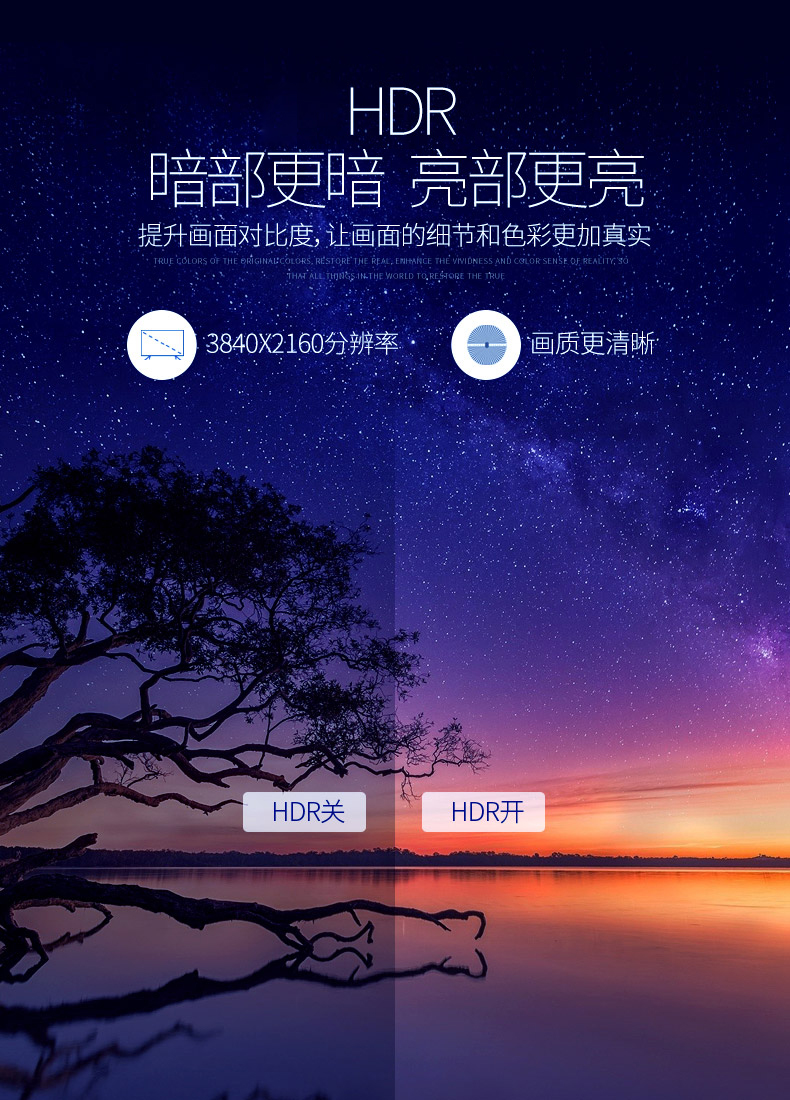 HDR
暗部更暗 亮部更亮
提升画面对比度，让画面的细节和色彩更加真实
TRUE COLORS OF THE ORIGINAL COLORS, RESTORE THE REAL, ENHANCE THE VIVIDNESS AND COLOR SENSE OF REALITY, SO
THAT ALL THINGS IN THE WORLD TO RESTORE THE TRUE
3840X2160分辨率
画质更清晰
HDR关
HDR开